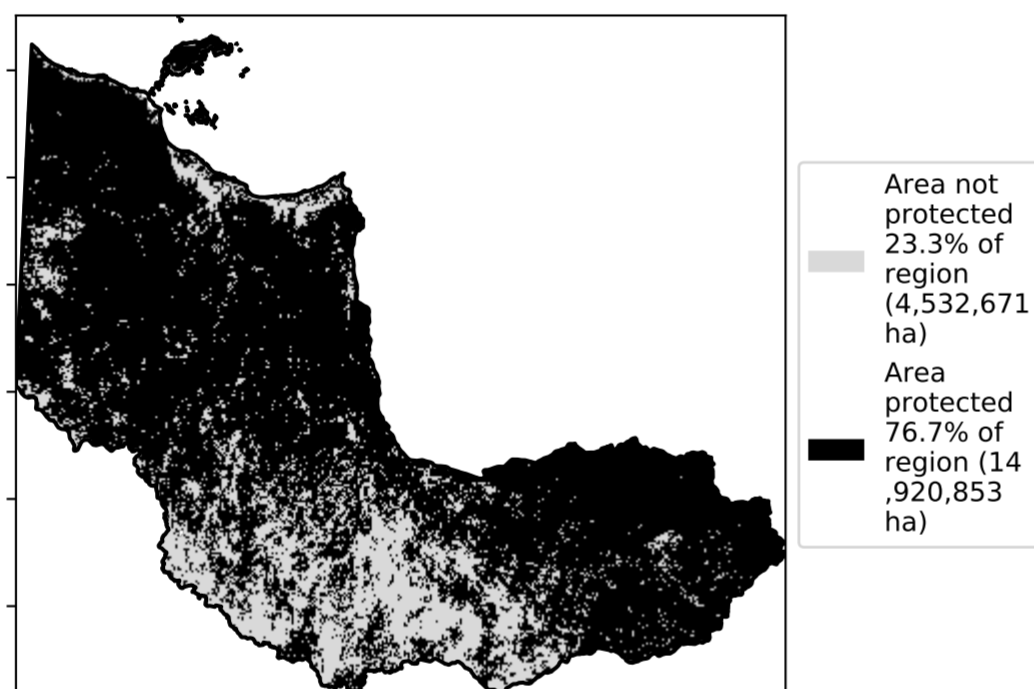 Area not
protected
23.3% of
region
(4,532,671
ha)
Area
protected
76.7% of
region (14
,920,853
ha)